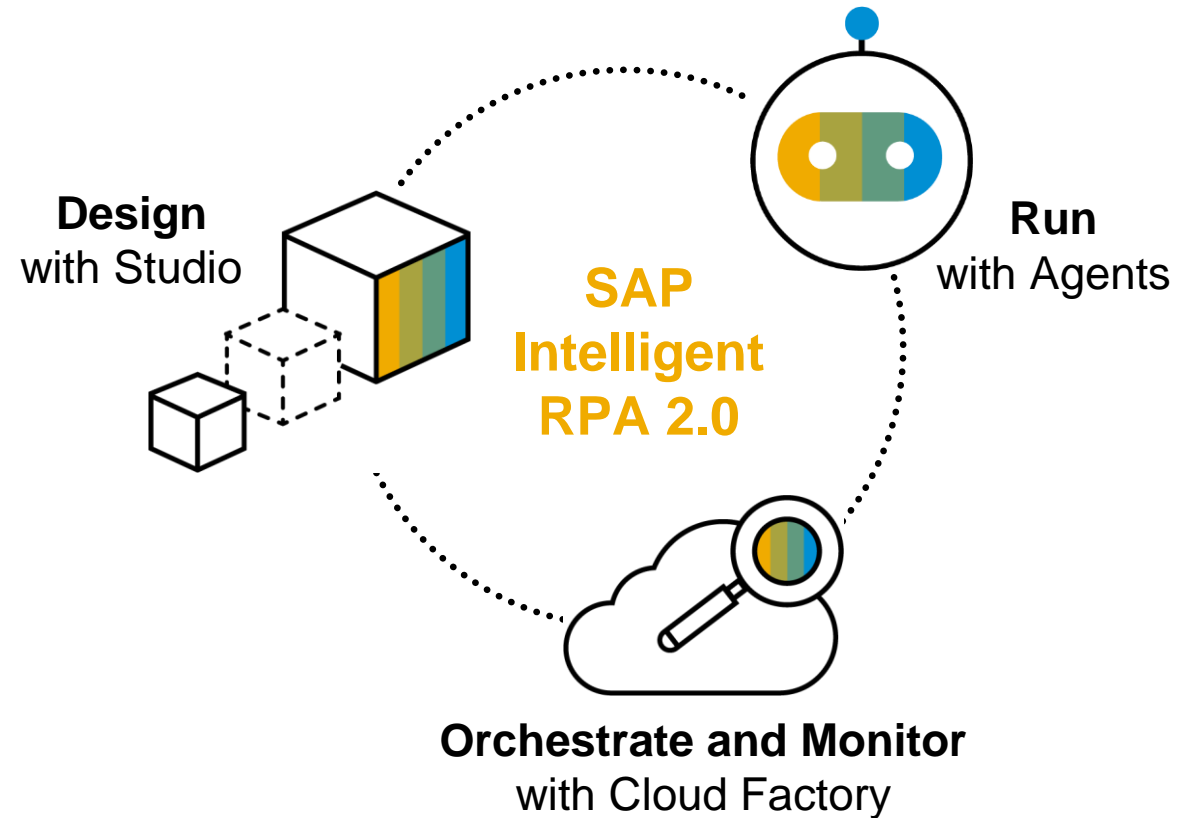 Design
with Studio
SAP
Intelligent
RPA 2.0
Run
with Agents
Orchestrate and Monitor
with Cloud Factory